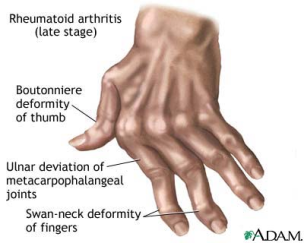 Rheumatoid arthritis
(late stage)
Boutonniere
deformity
of thumb
Ulnar deviation of
metacarpophalangeal
joints
Swan-neck deformity
of fingers
A.D.A.M.